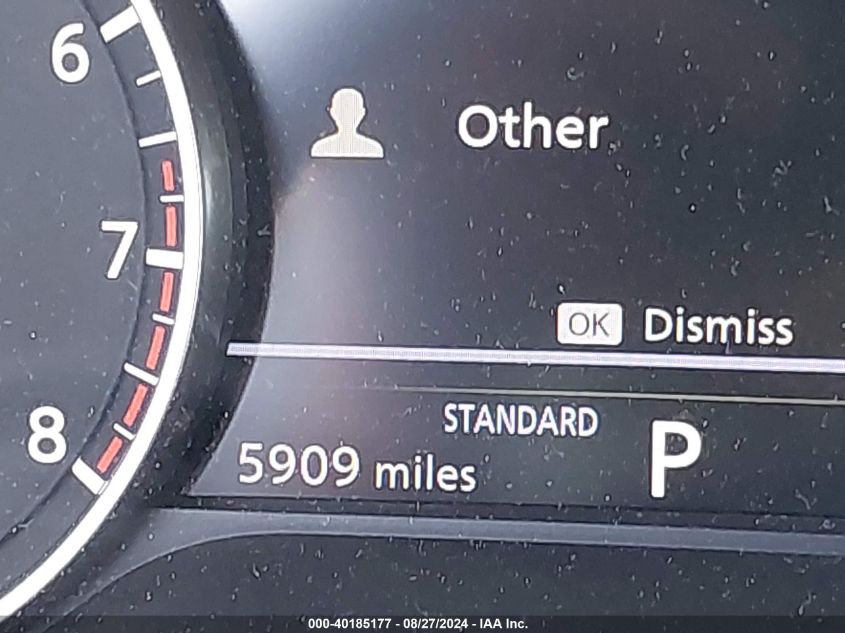 6
Other
7
OK Dismiss
STANDARD
8
5909 miles
P
000-40185177 - 08/27/2024 - IAA Inc.